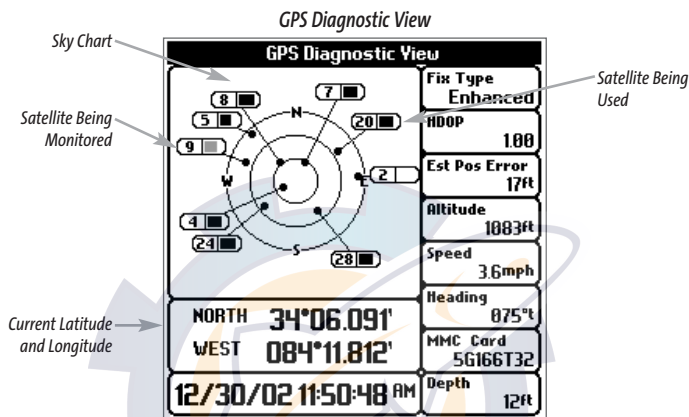 GPS Diagnostic View
Sky Chart
GPS Diagnostic View
Fix Type
Enhanced
Satellite Being
Used
N
8
7
5
20
HDOP
1.00
Satellite Being
Monitored
9
2
W
E
Est Pos Error
17ft
Altitude
1083ft
4
24
S
28
Speed
3.6mph
Current Latitude
and Longitude
NORTH 34°06.091'
WEST 084°11.812'
Heading
075°t
MMC Card
5G166T32
12/30/02 11:50:48 AM
Depth
12ft